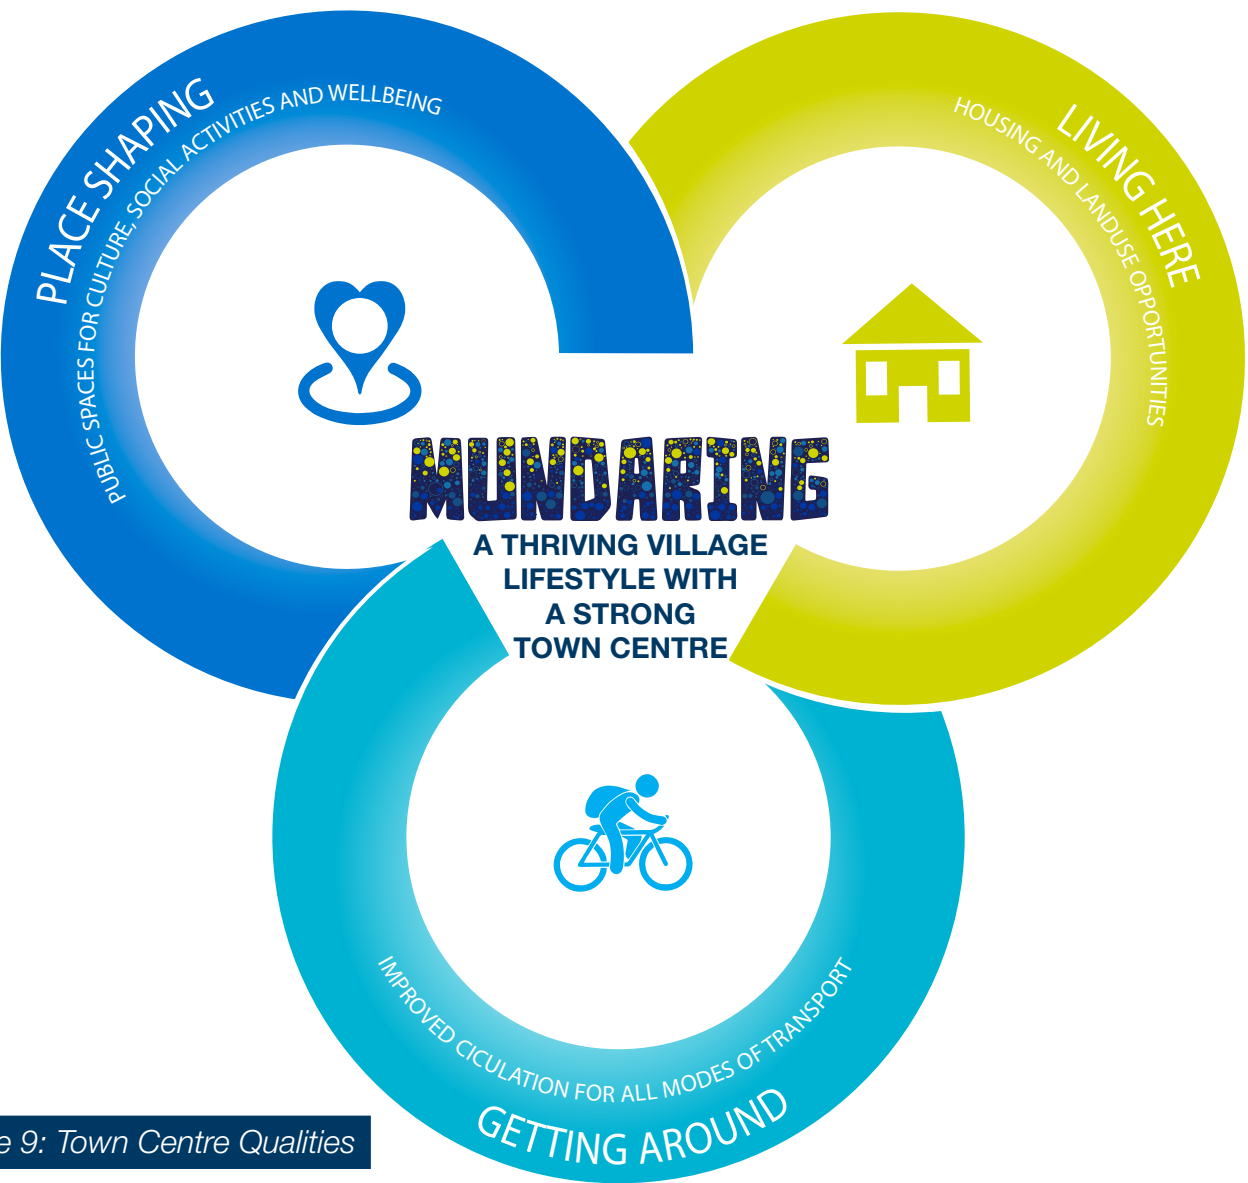 PLACE SHAPING
PUBLIC SPACES FOR CULTURE, SOCIAL ACTIVITIES AND WELLBEING
LIVING HERE
HOUSING AND LANDUSE OPPORTUNITIES
MUNDARING
A THRIVING VILLAGE
LIFESTYLE WITH
A STRONG
TOWN CENTRE
IMPROVED CICULATION FOR ALL MODES OF TRANSPORT
GETTING AROUND
e 9: Town Centre Qualities